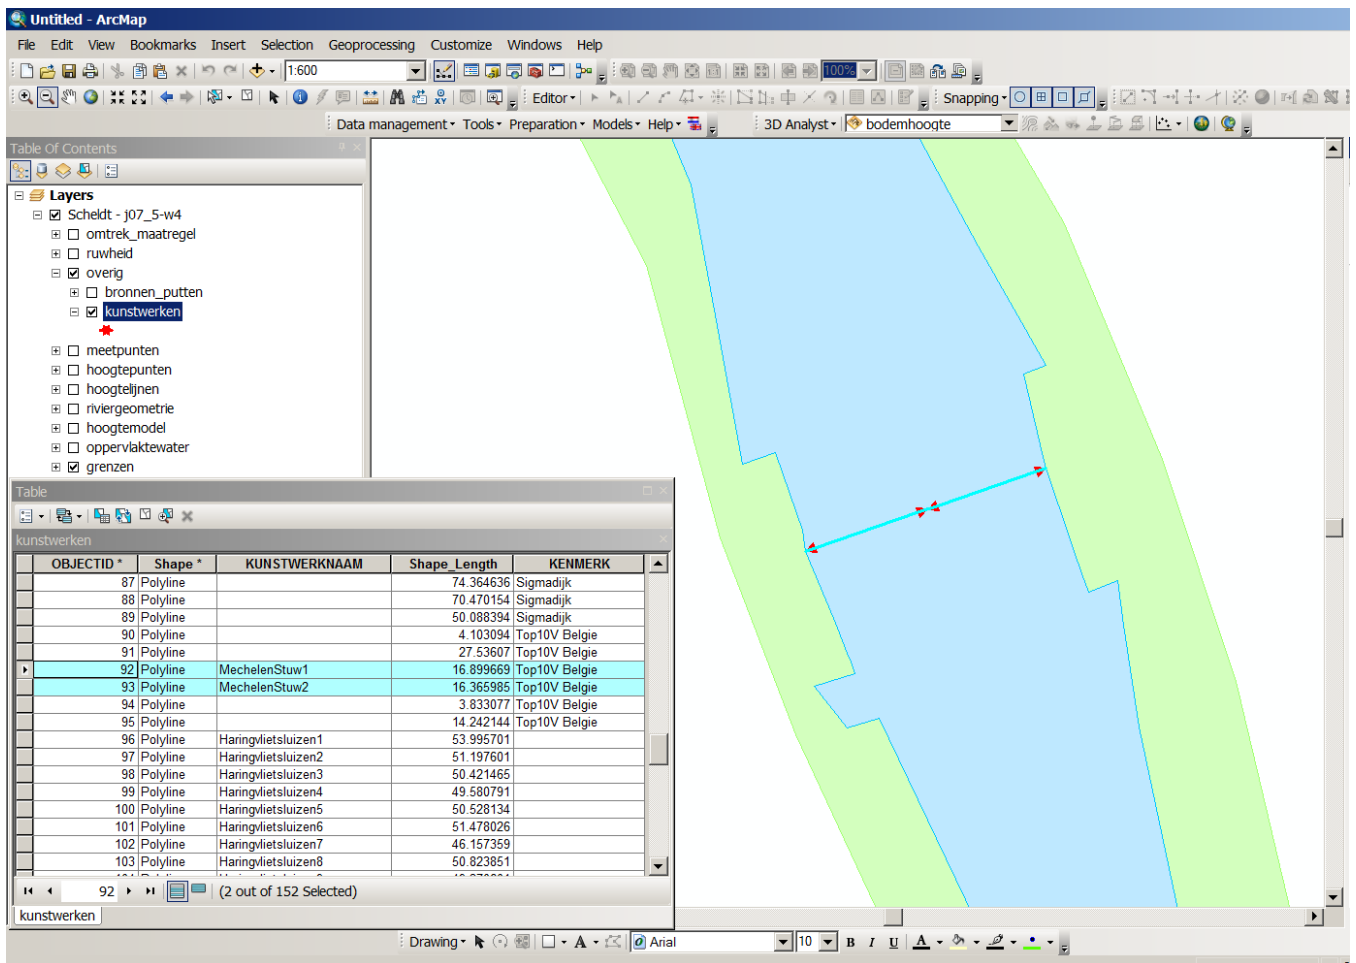 Untitled - ArcMap
File Edit View Bookmarks Insert Selection Geoprocessing Customize Windows Help
1:600 100%
Editor Snapping
Data management Tools Preparation Models Help 3D Analyst bodemhoogte
Table Of Contents
Layers
Scheldt - j07_5-w4
omtrek_maatregel
ruwheid
overig
bronnen_putten
kunstwerken
meetpunten
hoogtepunten
hoogtelijnen
riviergeometrie
hoogtemodel
oppervlaktewater
grenzen
Table
kunstwerken
OBJECTID * Shape * KUNSTWERKNAAM Shape_Length KENMERK
87 Polyline 74.364636 Sigmadijk
88 Polyline 70.470154 Sigmadijk
89 Polyline 50.088394 Sigmadijk
90 Polyline 4.103094 Top10V Belgie
91 Polyline 27.53607 Top10V Belgie
92 Polyline MechelenStuw1 16.899669 Top10V Belgie
93 Polyline MechelenStuw2 16.365985 Top10V Belgie
94 Polyline 3.833077 Top10V Belgie
95 Polyline 14.242144 Top10V Belgie
96 Polyline Haringvlietsluizen1 53.995701
97 Polyline Haringvlietsluizen2 51.197601
98 Polyline Haringvlietsluizen3 50.421465
99 Polyline Haringvlietsluizen4 49.580791
100 Polyline Haringvlietsluizen5 50.528134
101 Polyline Haringvlietsluizen6 51.478026
102 Polyline Haringvlietsluizen7 46.157359
103 Polyline Haringvlietsluizen8 50.823851
92 (2 out of 152 Selected)
kunstwerken
Drawing A Arial 10 B I U A